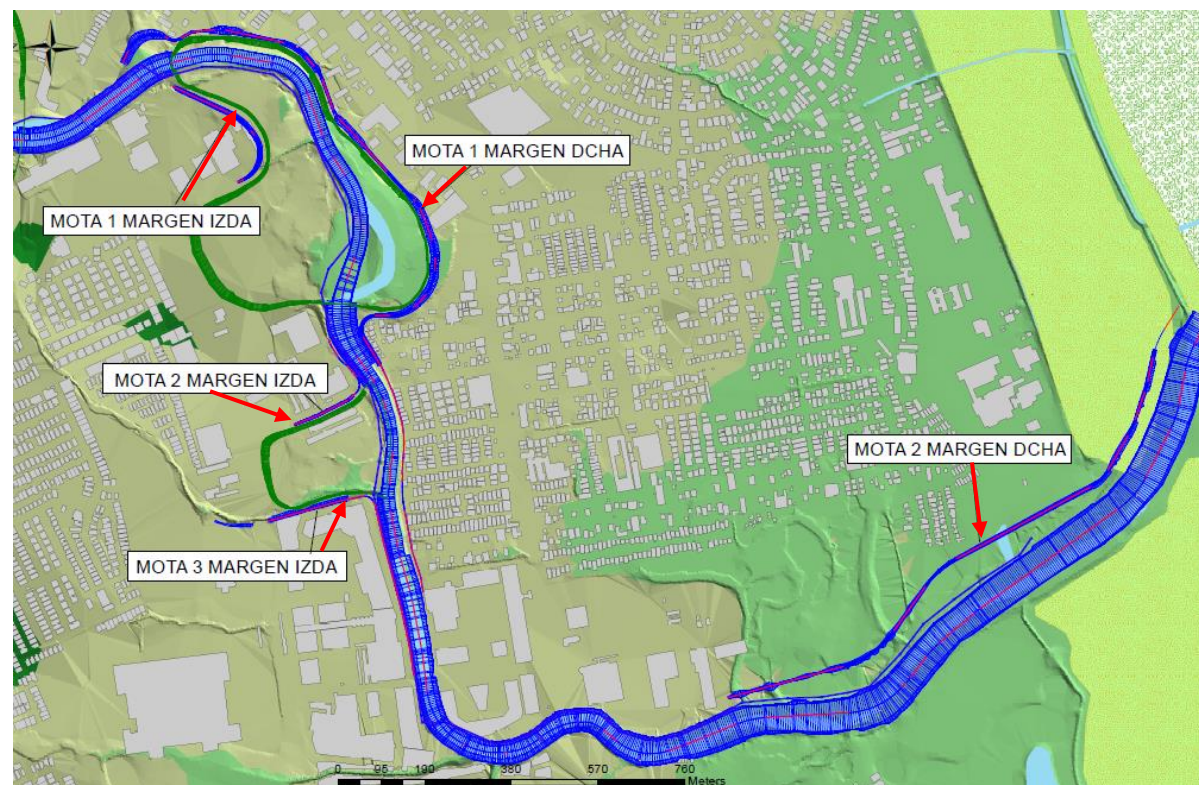 MOTA 1 MARGEN DCHA
MOTA 1 MARGEN IZDA
MOTA 2 MARGEN IZDA
MOTA 2 MARGEN DCHA
MOTA 3 MARGEN IZDA
0 95 190 380 570 760
Meters